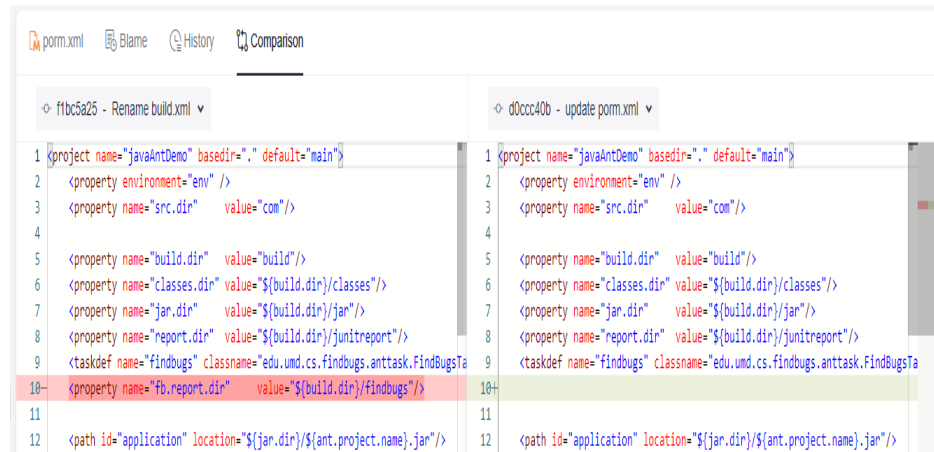 porm.xml Blame History Comparison
f1bc5a25 - Rename build.xml
1 <project name="javaAntDemo" basedir="." default="main">
2 <property environment="env" />
3 <property name="src.dir" value="com"/>
4
5 <property name="build.dir" value="build"/>
6 <property name="classes.dir" value="${build.dir}/classes"/>
7 <property name="jar.dir" value="${build.dir}/jar"/>
8 <property name="report.dir" value="${build.dir}/junitreport"/>
9 <taskdef name="findbugs" classname="edu.umd.cs.findbugs.anttask.FindBugsTa
10- <property name="fb.report.dir" value="${build.dir}/findbugs"/>
11
12 <path id="application" location="${jar.dir}/${ant.project.name}.jar"/>
d0ccc40b - update porm.xml
1 <project name="javaAntDemo" basedir="." default="main">
2 <property environment="env" />
3 <property name="src.dir" value="com"/>
4
5 <property name="build.dir" value="build"/>
6 <property name="classes.dir" value="${build.dir}/classes"/>
7 <property name="jar.dir" value="${build.dir}/jar"/>
8 <property name="report.dir" value="${build.dir}/junitreport"/>
9 <taskdef name="findbugs" classname="edu.umd.cs.findbugs.anttask.FindBugsTa
10+
11
12 <path id="application" location="${jar.dir}/${ant.project.name}.jar"/>